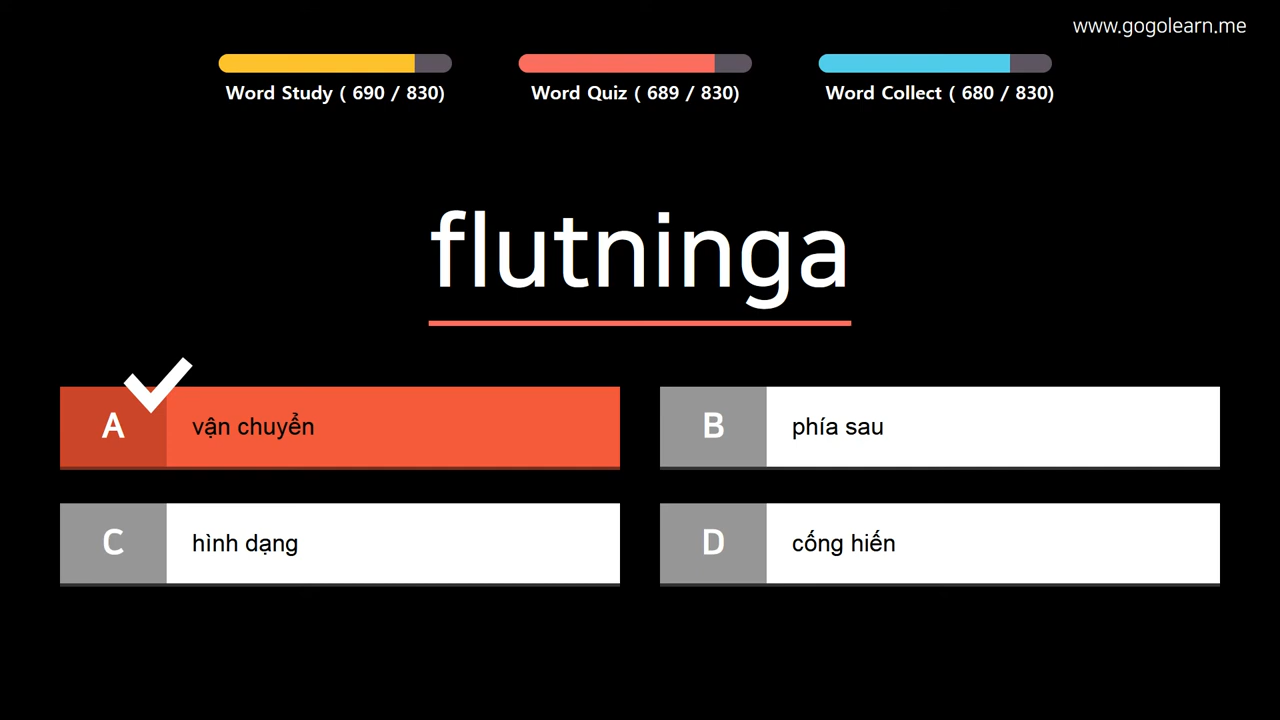 www.gogolearn.me
Word Study ( 690 / 830)
Word Quiz ( 689 / 830)
Word Collect ( 680 / 830)
flutninga
A vận chuyển
B phía sau
C hình dạng
D cống hiến